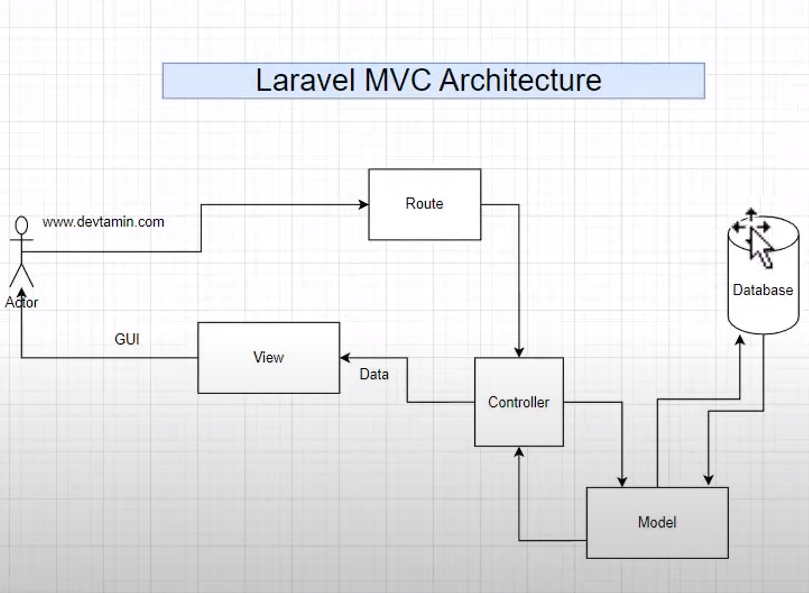 Laravel MVC Architecture
Route
www.devtamin.com
Actor
Database
GUI
View
Data
Controller
Model